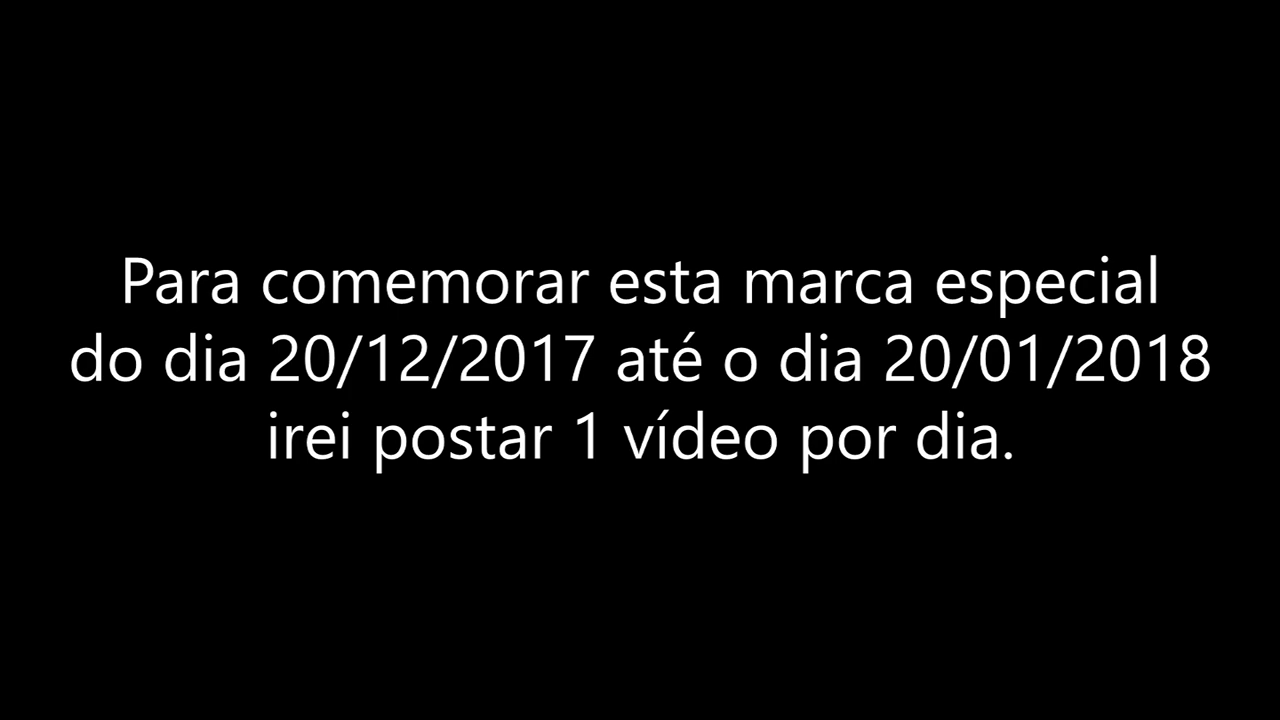 Para comemorar esta marca especial
do dia 20/12/2017 até o dia 20/01/2018
irei postar 1 vídeo por dia.